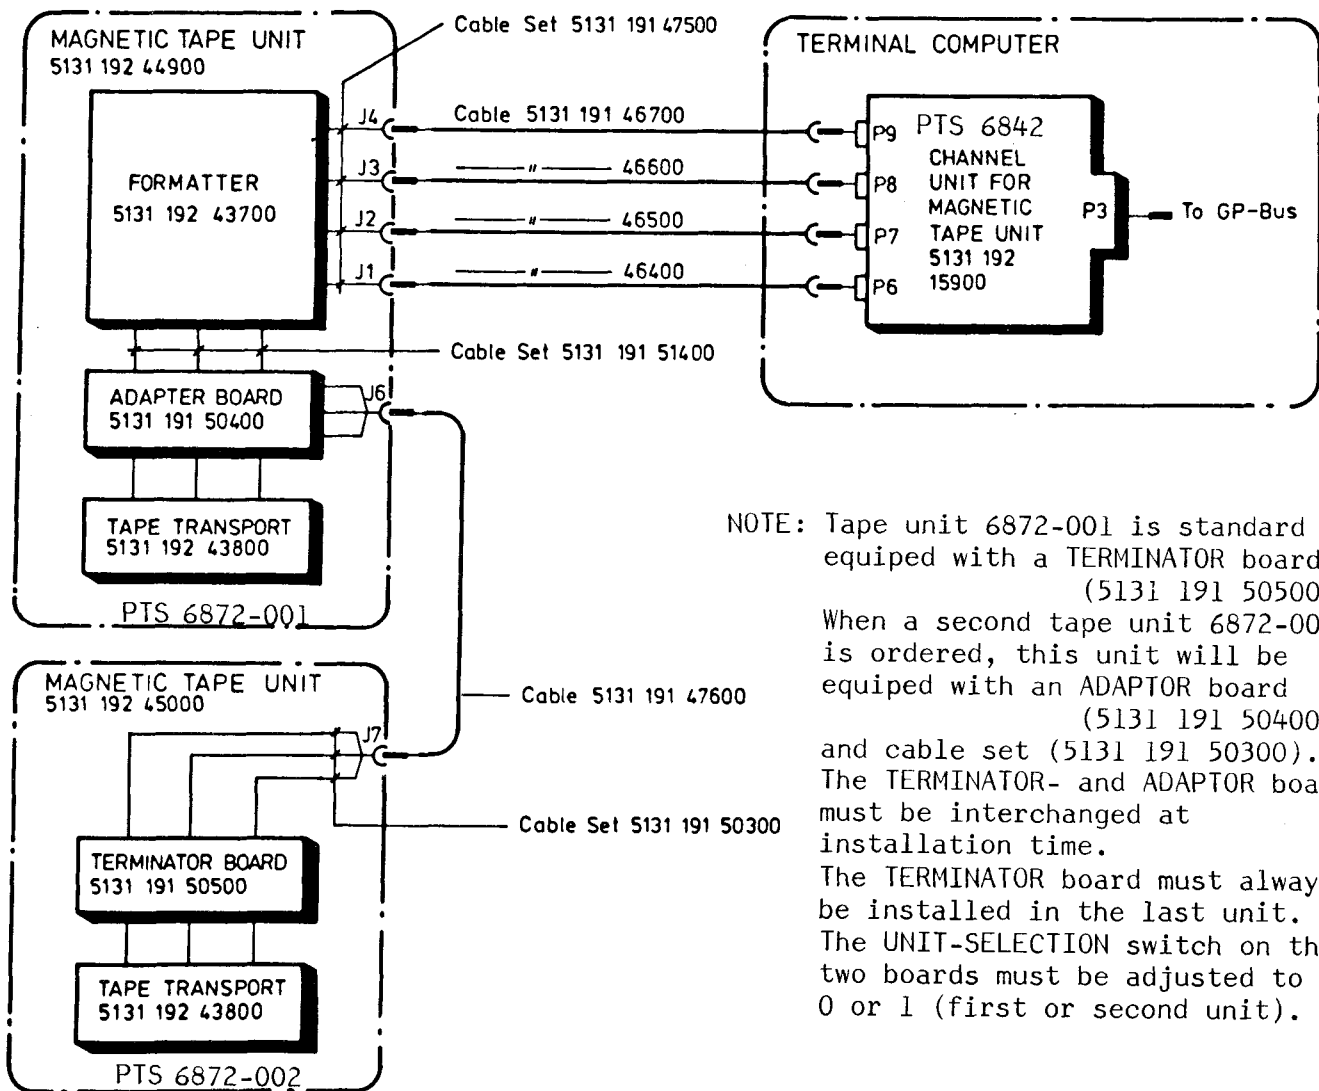 MAGNETIC TAPE UNIT
5131 192 44900
FORMATTER
5131 192 43700
J4
J3
J2
J1
Cable Set 5131 191 47500
Cable 5131 191 46700
—— " —— 46600
—— " —— 46500
—— " —— 46400
TERMINAL COMPUTER
P9
P8
P7
P6
PTS 6842
CHANNEL
UNIT FOR
MAGNETIC
TAPE UNIT
5131 192
15900
P3
To GP-Bus
Cable Set 5131 191 51400
ADAPTER BOARD
5131 191 50400
J6
TAPE TRANSPORT
5131 192 43800
PTS 6872-001
MAGNETIC TAPE UNIT
5131 192 45000
J7
Cable 5131 191 47600
Cable Set 5131 191 50300
TERMINATOR BOARD
5131 191 50500
TAPE TRANSPORT
5131 192 43800
PTS 6872-002
NOTE: Tape unit 6872-001 is standard
equiped with a TERMINATOR board
(5131 191 50500
When a second tape unit 6872-00
is ordered, this unit will be
equiped with an ADAPTOR board
(5131 191 50400
and cable set (5131 191 50300).
The TERMINATOR- and ADAPTOR boa
must be interchanged at
installation time.
The TERMINATOR board must alway
be installed in the last unit.
The UNIT-SELECTION switch on th
two boards must be adjusted to
0 or 1 (first or second unit).